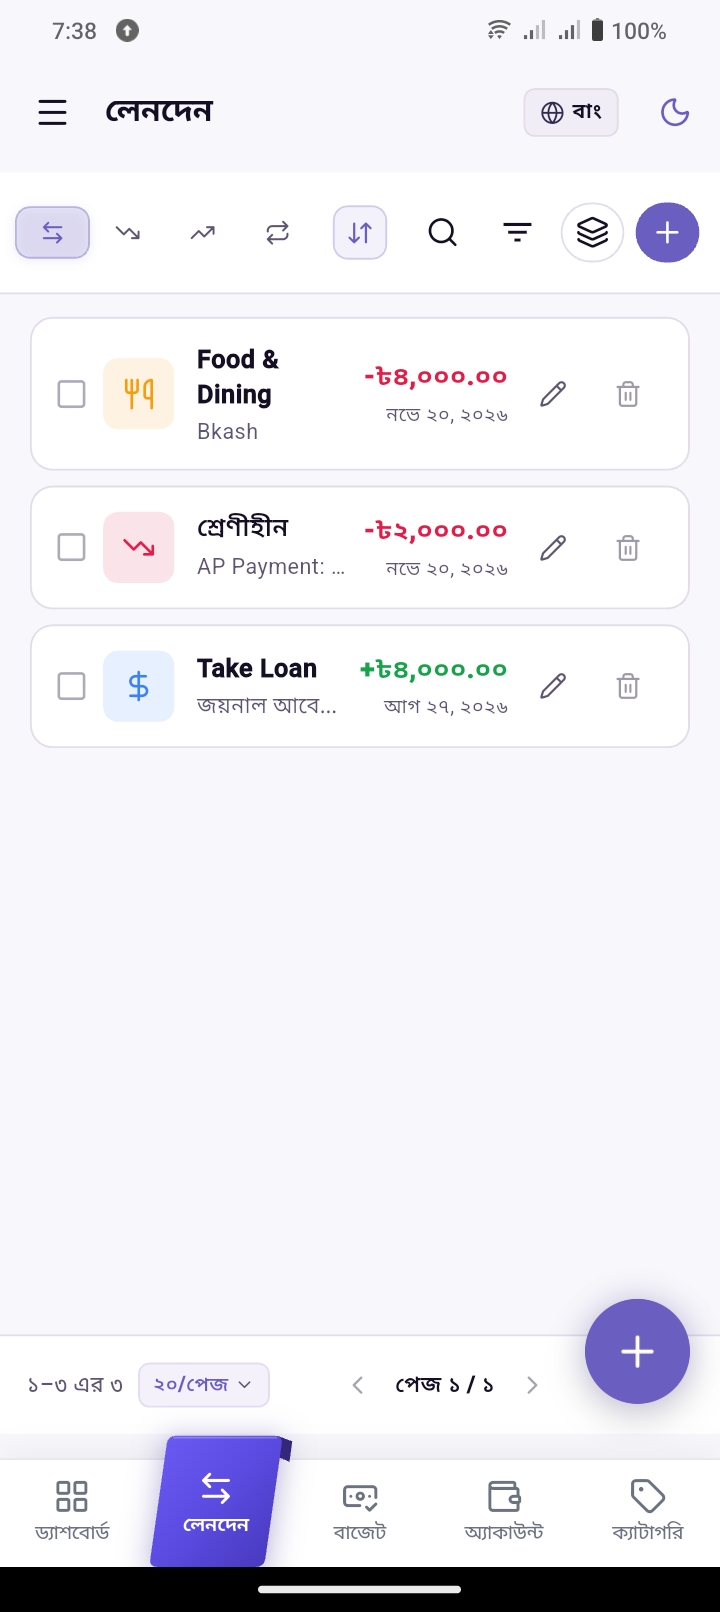 7:38
100%
লেনদেন
বাং
Food &
Dining
Bkash
-৳৪,০০০.০০
নভে ২০, ২০২৬
শ্রেণীহীন
AP Payment: ...
-৳২,০০০.০০
নভে ২০, ২০২৬
Take Loan
জয়নাল আবে...
+৳৪,০০০.০০
আগ ২৭, ২০২৬
১-৩ এর ৩
২০/পেজ
পেজ ১ / ১
ড্যাশবোর্ড
লেনদেন
বাজেট
অ্যাকাউন্ট
ক্যাটাগরি